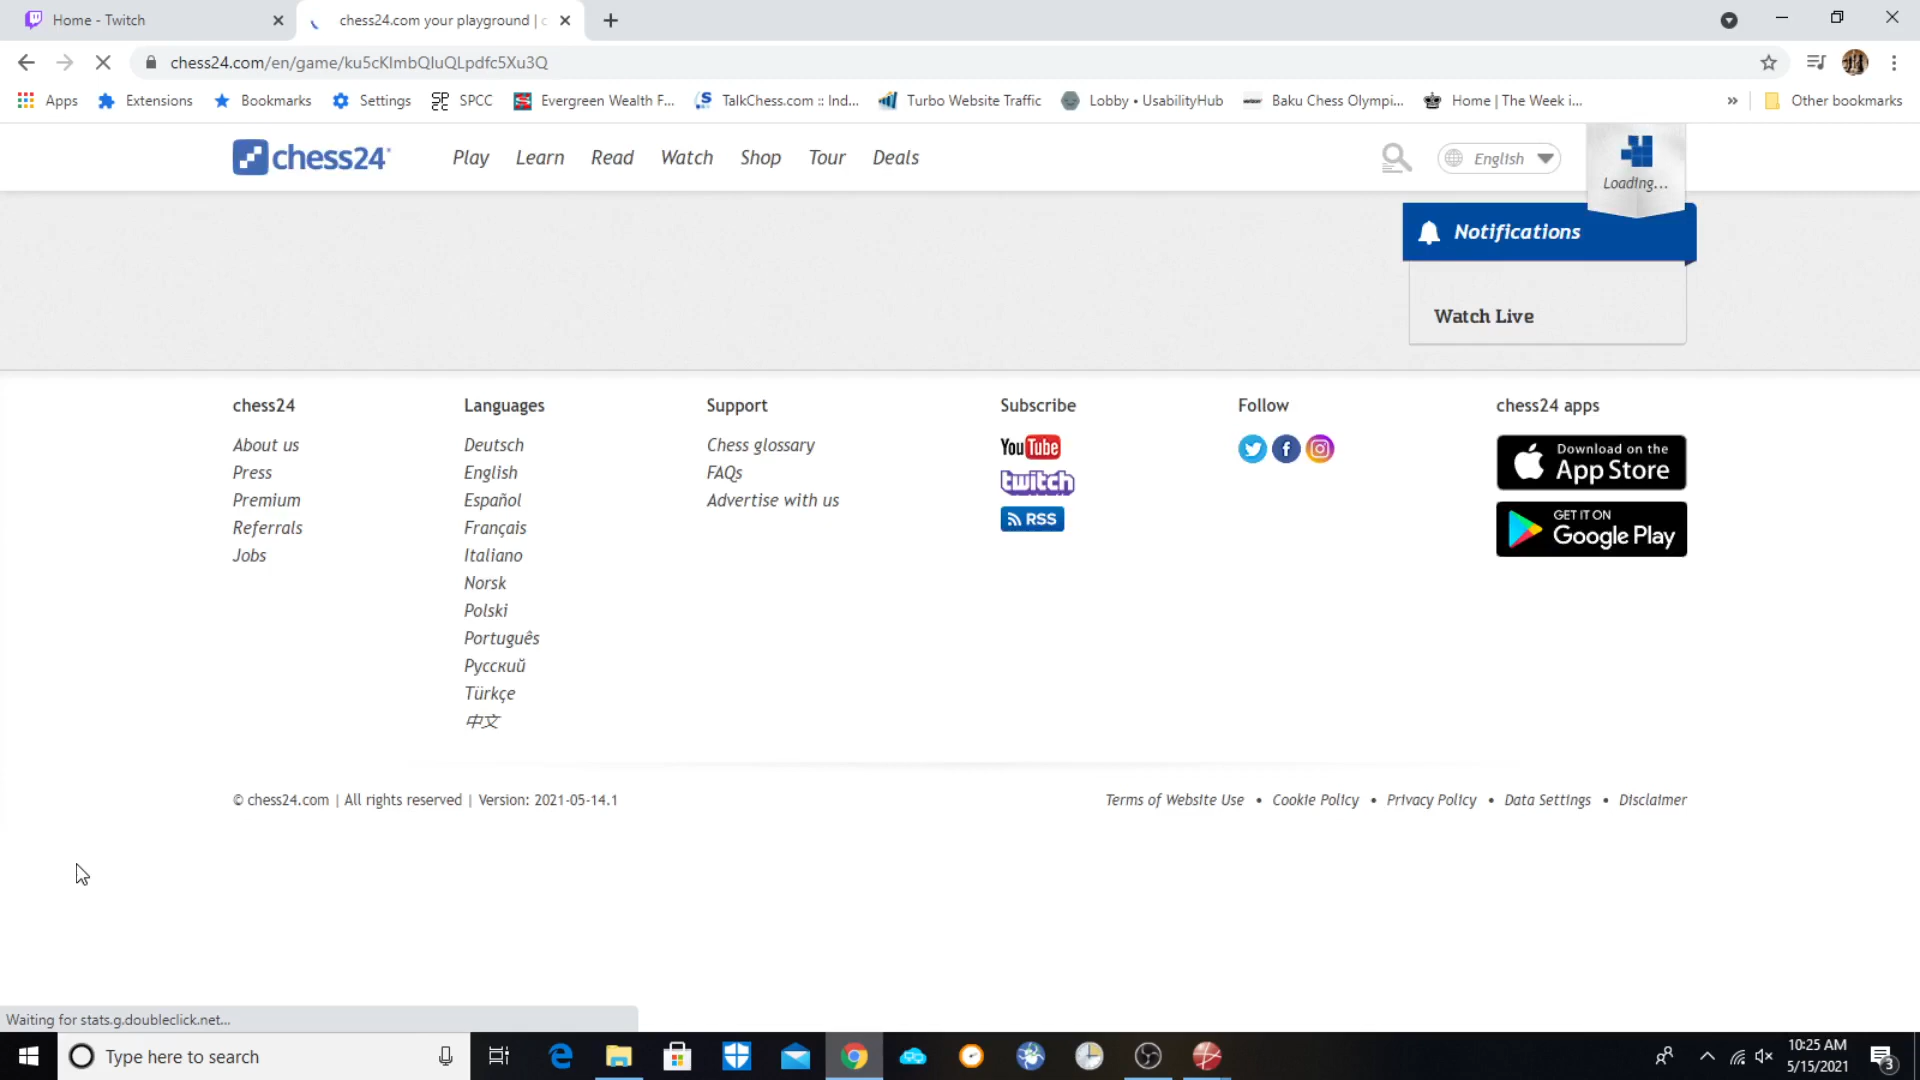 Home - Twitch
chess24.com your playground | c
chess24.com/en/game/ku5cKlmbQluQLpdfc5Xu3Q
Apps Extensions Bookmarks Settings SPCC Evergreen Wealth F... TalkChess.com :: Ind... Turbo Website Traffic Lobby • UsabilityHub Baku Chess Olympi... Home | The Week i... » Other bookmarks
chess24 Play Learn Read Watch Shop Tour Deals English
Loading...
Notifications
Watch Live
chess24
About us
Press
Premium
Referrals
Jobs
Languages
Deutsch
English
Español
Français
Italiano
Norsk
Polski
Português
Русский
Türkçe
中文
Support
Chess glossary
FAQs
Advertise with us
Subscribe
YouTube
twitch
RSS
Follow
chess24 apps
Download on the
App Store
GET IT ON
Google Play
© chess24.com | All rights reserved | Version: 2021-05-14.1
Terms of Website Use • Cookie Policy • Privacy Policy • Data Settings • Disclaimer
Waiting for stats.g.doubleclick.net...
Type here to search
10:25 AM
5/15/2021
3